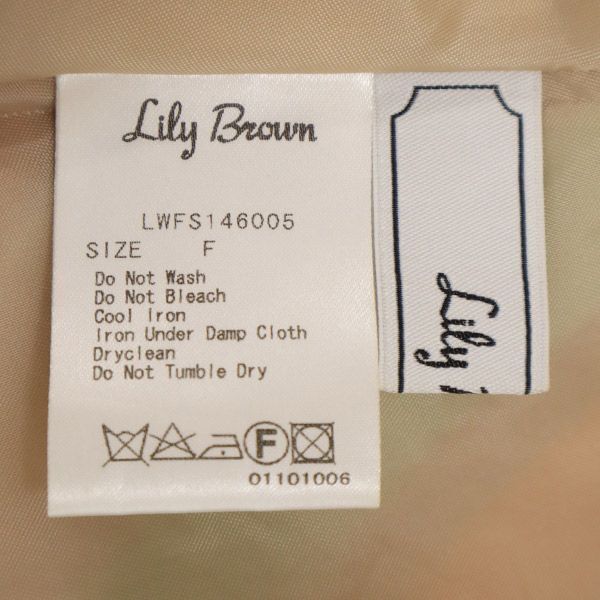 Lily Brown
LWFS146005
SIZE F
Do Not Wash
Do Not Bleach
Cool Iron
Iron Under Damp Cloth
Dryclean
Do Not Tumble Dry
F
01101006
Lily